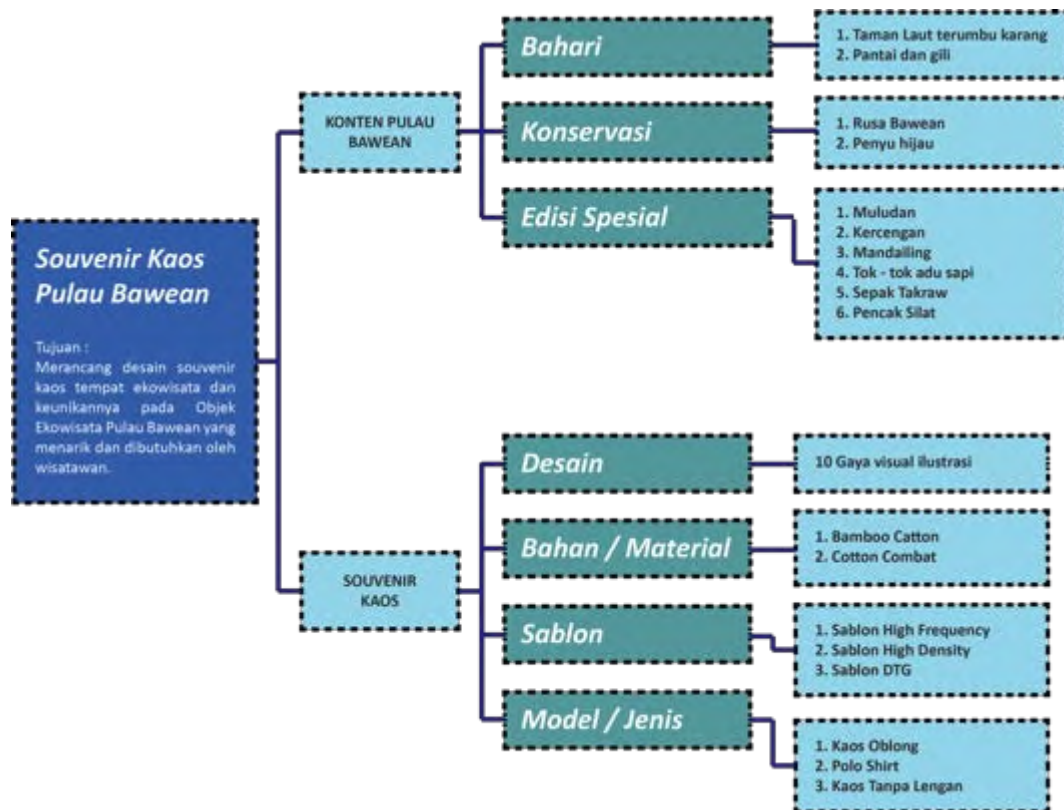 Souvenir Kaos
Pulau Bawean
Tujuan :
Merancang desain souvenir
kaos tempat ekowisata dan
keunikannya pada Objek
Ekowisata Pulau Bawean yang
menarik dan dibutuhkan oleh
wisatawan.
KONTEN PULAU
BAWEAN
Bahari
1. Taman Laut terumbu karang
2. Pantai dan gili
Konservasi
1. Rusa Bawean
2. Penyu hijau
Edisi Spesial
1. Muludan
2. Kercengan
3. Mandailing
4. Tok - tok adu sapi
5. Sepak Takraw
6. Pencak Silat
SOUVENIR
KAOS
Desain
10 Gaya visual ilustrasi
Bahan / Material
1. Bamboo Catton
2. Cotton Combat
Sablon
1. Sablon High Frequency
2. Sablon High Density
3. Sablon DTG
Model / Jenis
1. Kaos Oblong
2. Polo Shirt
3. Kaos Tanpa Lengan